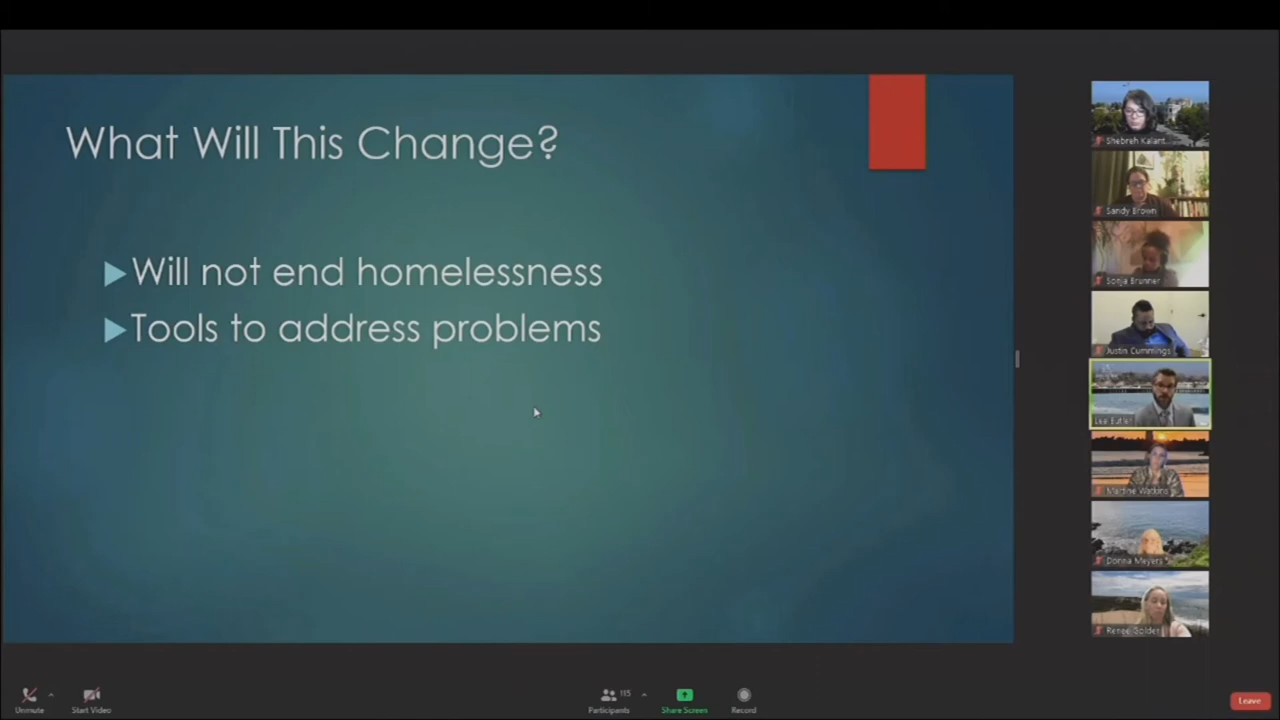 What Will This Change?
Will not end homelessness
Tools to address problems
Shebreh Kalant...
Sandy Brown
Sonja Brunner
Justin Cummings
Lee Butler
Martine Watkins
Donna Meyers
Renee Golder
Unmute
Start Video
115
Participants
Share Screen
Record
Leave